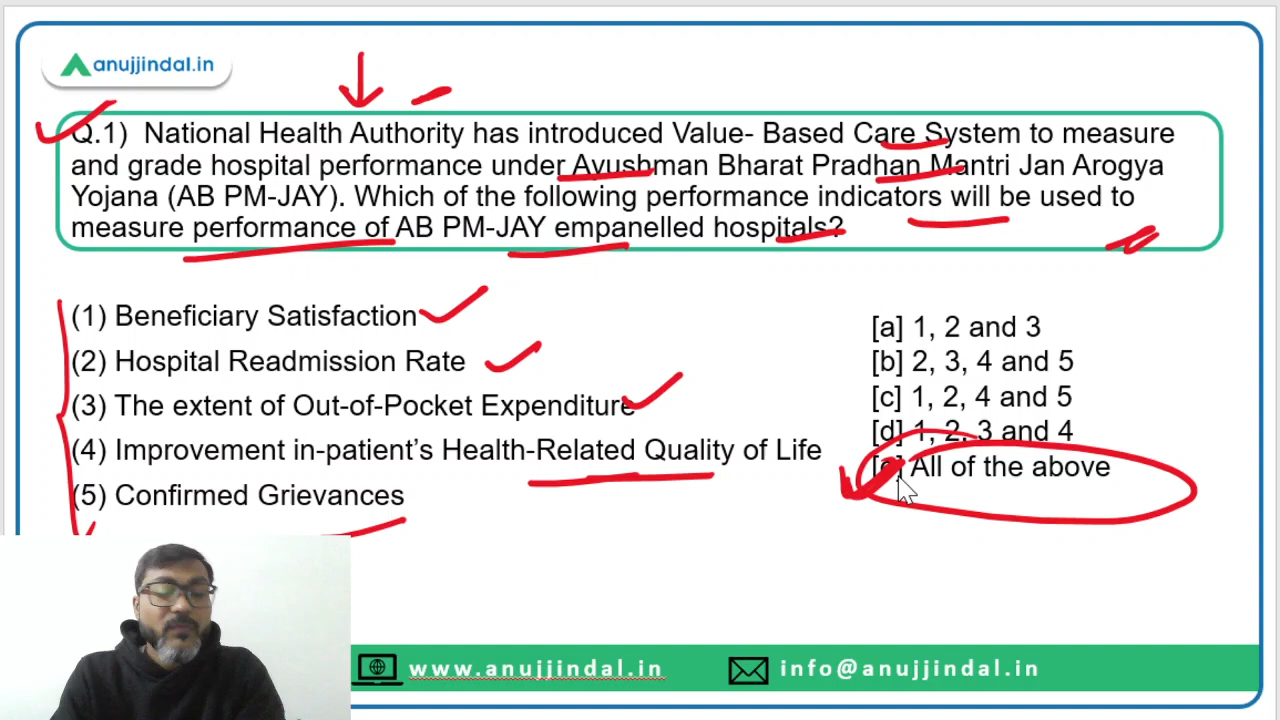 anujjindal.in
Q.1) National Health Authority has introduced Value- Based Care System to measure
and grade hospital performance under Ayushman Bharat Pradhan Mantri Jan Arogya
Yojana (AB PM-JAY). Which of the following performance indicators will be used to
measure performance of AB PM-JAY empanelled hospitals?
(1) Beneficiary Satisfaction
(2) Hospital Readmission Rate
(3) The extent of Out-of-Pocket Expenditure
(4) Improvement in-patient’s Health-Related Quality of Life
(5) Confirmed Grievances
[a] 1, 2 and 3
[b] 2, 3, 4 and 5
[c] 1, 2, 4 and 5
[d] 1, 2, 3 and 4
[e] All of the above
www.anujjindal.in
info@anujjindal.in